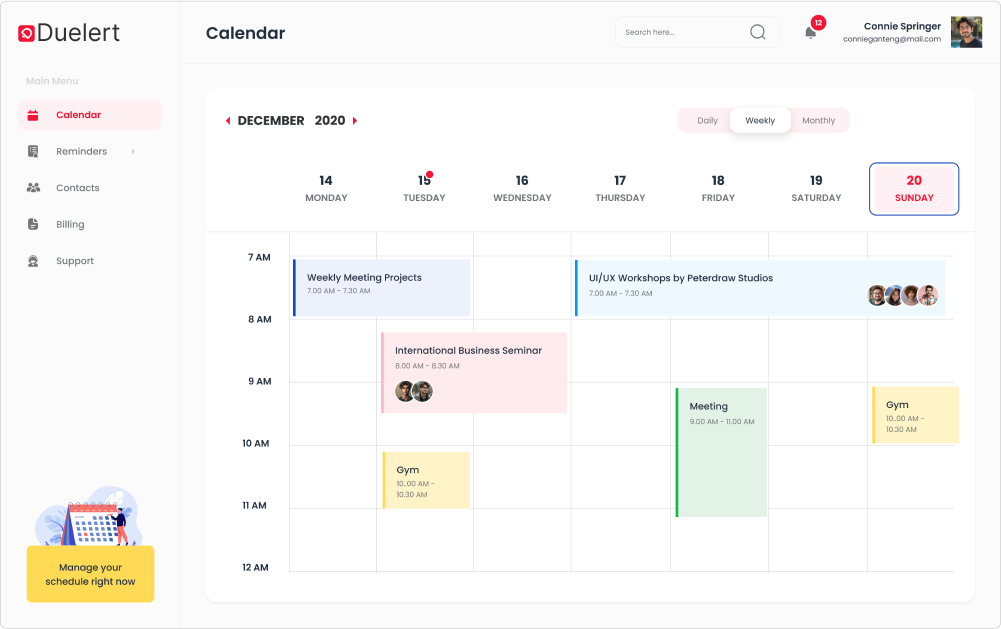 Duelert
Calendar
Search here...
12
Connie Springer
connieganteng@mail.com
Main Menu
Calendar
Reminders
Contacts
Billing
Support
DECEMBER 2020
Daily
Weekly
Monthly
14
MONDAY
15
TUESDAY
16
WEDNESDAY
17
THURSDAY
18
FRIDAY
19
SATURDAY
20
SUNDAY
7 AM
Weekly Meeting Projects
7.00 AM - 7.30 AM
UI/UX Workshops by Peterdraw Studios
7.00 AM - 7.30 AM
8 AM
International Business Seminar
8.00 AM - 8.30 AM
9 AM
Meeting
9.00 AM - 11.00 AM
Gym
10..00 AM -
10.30 AM
10 AM
Gym
10..00 AM -
10.30 AM
11 AM
12 AM
Manage your
schedule right now